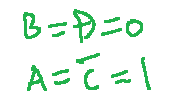 B = D = 0
A = C̅ = 1